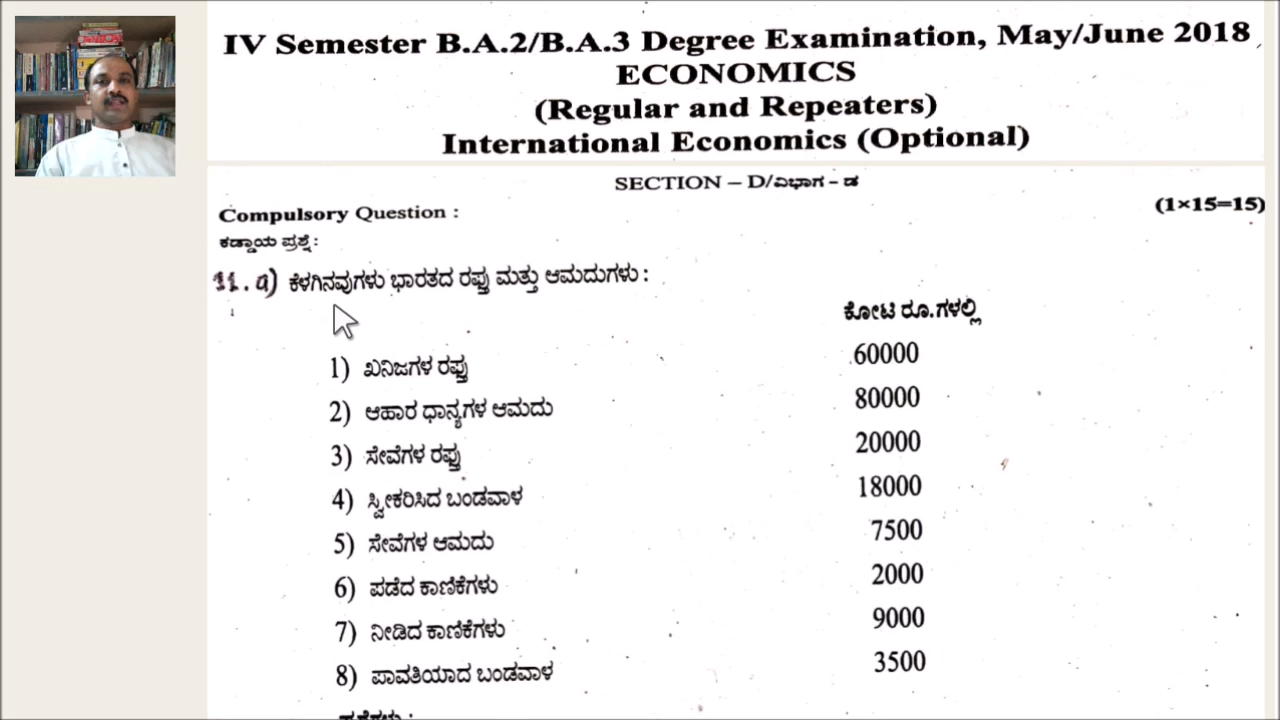 IV Semester B.A.2/B.A.3 Degree Examination, May/June 2018
ECONOMICS
(Regular and Repeaters)
International Economics (Optional)
SECTION – D/ವಿಭಾಗ – ಡ
Compulsory Question :
(1×15=15)
ಕಡ್ಡಾಯ ಪ್ರಶ್ನೆ :
11. a) ಕೆಳಗಿನವುಗಳು ಭಾರತದ ರಫ್ತು ಮತ್ತು ಆಮದುಗಳು :
ಕೋಟಿ ರೂ.ಗಳಲ್ಲಿ
1) ಖನಿಜಗಳ ರಫ್ತು 60000
2) ಆಹಾರ ಧಾನ್ಯಗಳ ಆಮದು 80000
3) ಸೇವೆಗಳ ರಫ್ತು 20000
4) ಸ್ವೀಕರಿಸಿದ ಬಂಡವಾಳ 18000
5) ಸೇವೆಗಳ ಆಮದು 7500
6) ಪಡೆದ ಕಾಣಿಕೆಗಳು 2000
7) ನೀಡಿದ ಕಾಣಿಕೆಗಳು 9000
8) ಪಾವತಿಯಾದ ಬಂಡವಾಳ 3500